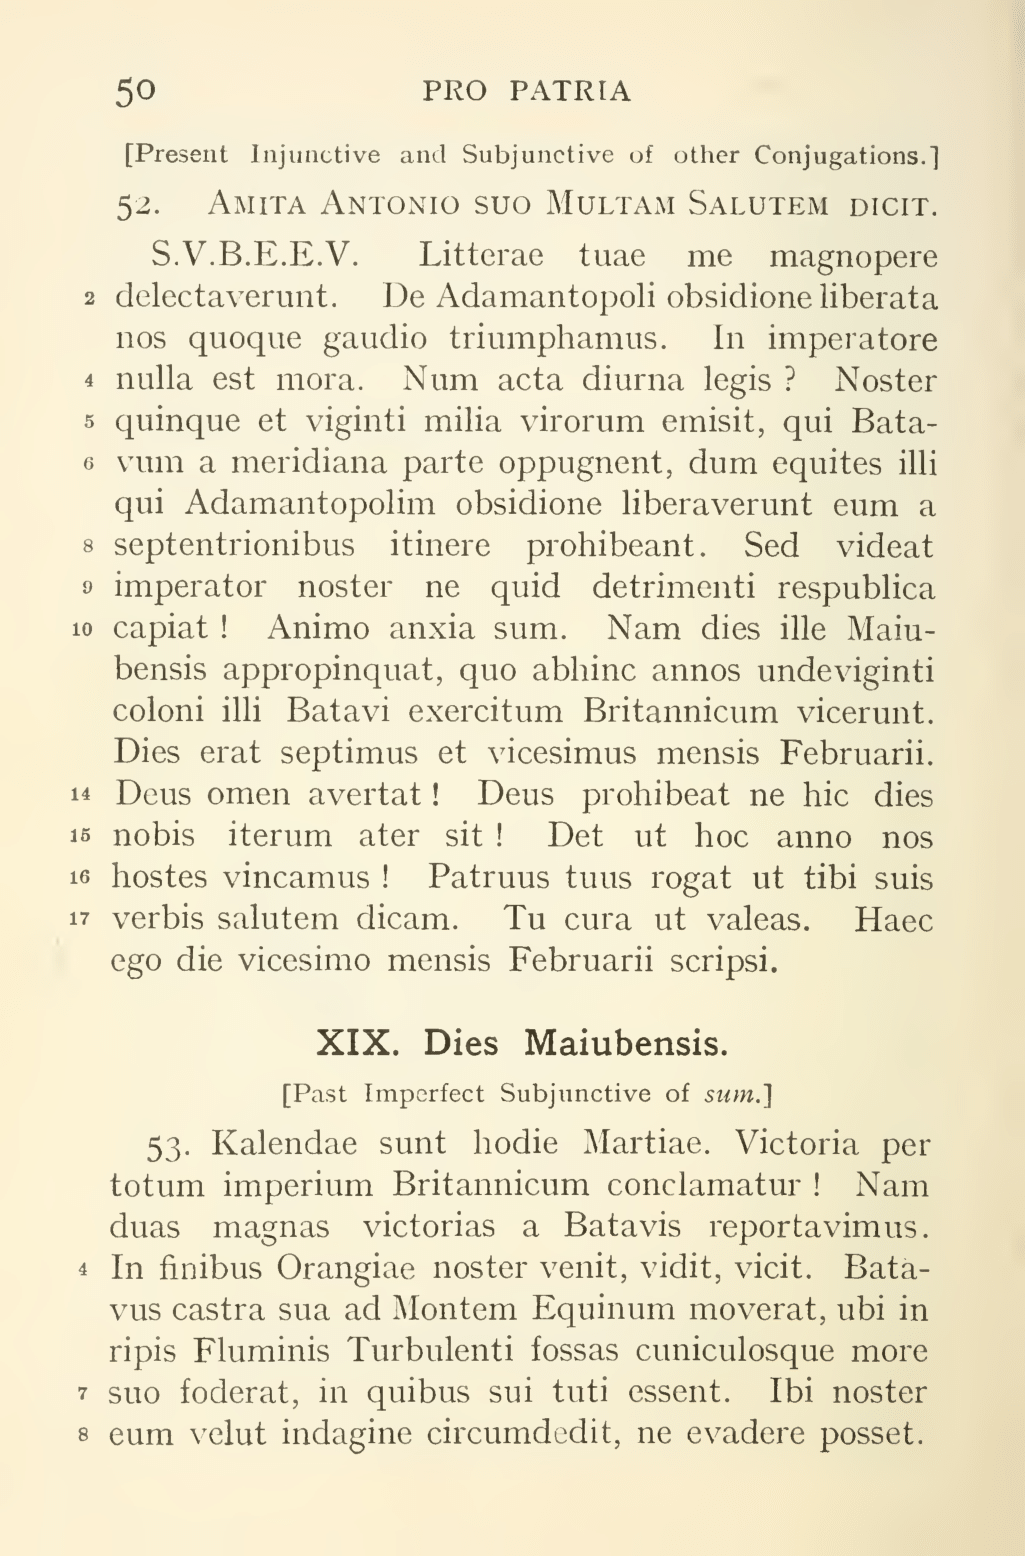 50 PRO PATRIA
[Present Injunctive and Subjunctive of other Conjugations.]
52. AMITA ANTONIO SUO MULTAM SALUTEM DICIT.
S.V.B.E.E.V. Litterae tuae me magnopere
2 delectaverunt. De Adamantopoli obsidione liberata
nos quoque gaudio triumphamus. In imperatore
4 nulla est mora. Num acta diurna legis ? Noster
5 quinque et viginti milia virorum emisit, qui Bata-
6 vum a meridiana parte oppugnent, dum equites illi
qui Adamantopolim obsidione liberaverunt eum a
8 septentrionibus itinere prohibeant. Sed videat
9 imperator noster ne quid detrimenti respublica
10 capiat ! Animo anxia sum. Nam dies ille Maiu-
bensis appropinquat, quo abhinc annos undeviginti
coloni illi Batavi exercitum Britannicum vicerunt.
Dies erat septimus et vicesimus mensis Februarii.
14 Deus omen avertat ! Deus prohibeat ne hic dies
15 nobis iterum ater sit ! Det ut hoc anno nos
16 hostes vincamus ! Patruus tuus rogat ut tibi suis
17 verbis salutem dicam. Tu cura ut valeas. Haec
ego die vicesimo mensis Februarii scripsi.
XIX. Dies Maiubensis.
[Past Imperfect Subjunctive of sum.]
53. Kalendae sunt hodie Martiae. Victoria per
totum imperium Britannicum conclamatur ! Nam
duas magnas victorias a Batavis reportavimus.
4 In finibus Orangiae noster venit, vidit, vicit. Bata-
vus castra sua ad Montem Equinum moverat, ubi in
ripis Fluminis Turbulenti fossas cuniculosque more
7 suo foderat, in quibus sui tuti essent. Ibi noster
8 eum velut indagine circumdedit, ne evadere posset.